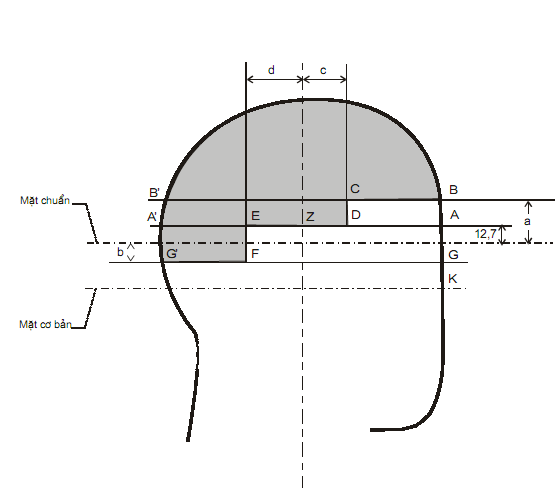 d c
C
B' B
Mặt chuẩn
A' E Z D A a
12,7
b G' F G
K
Mặt cơ bản